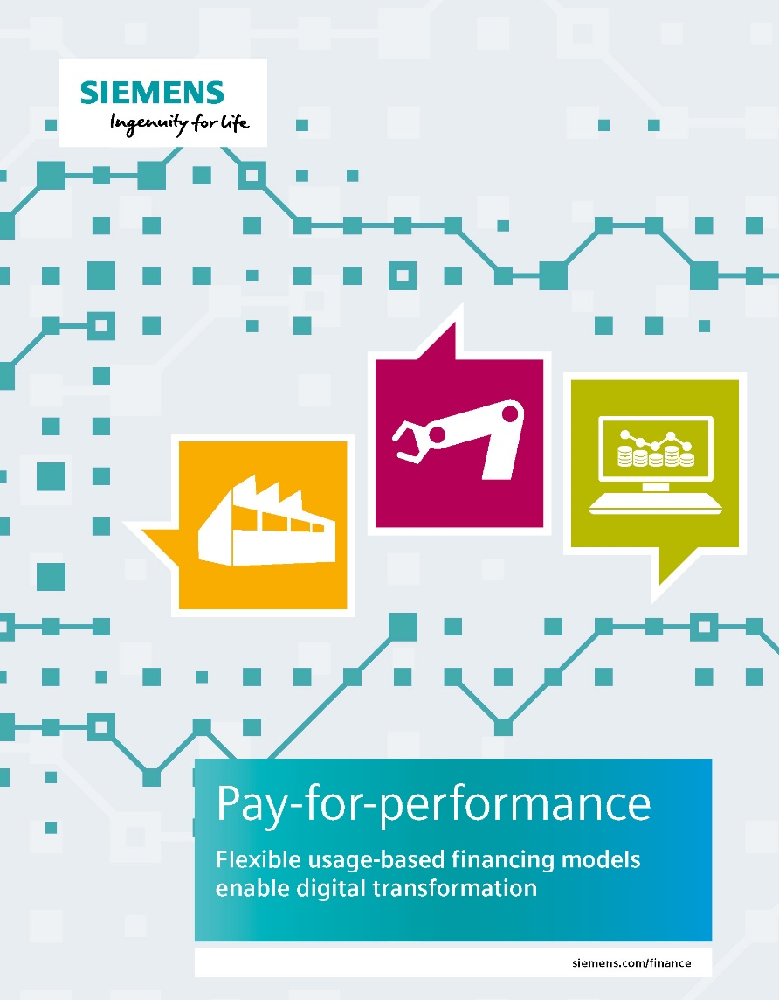 SIEMENS
Ingenuity for life
Pay-for-performance
Flexible usage-based financing models
enable digital transformation
siemens.com/finance